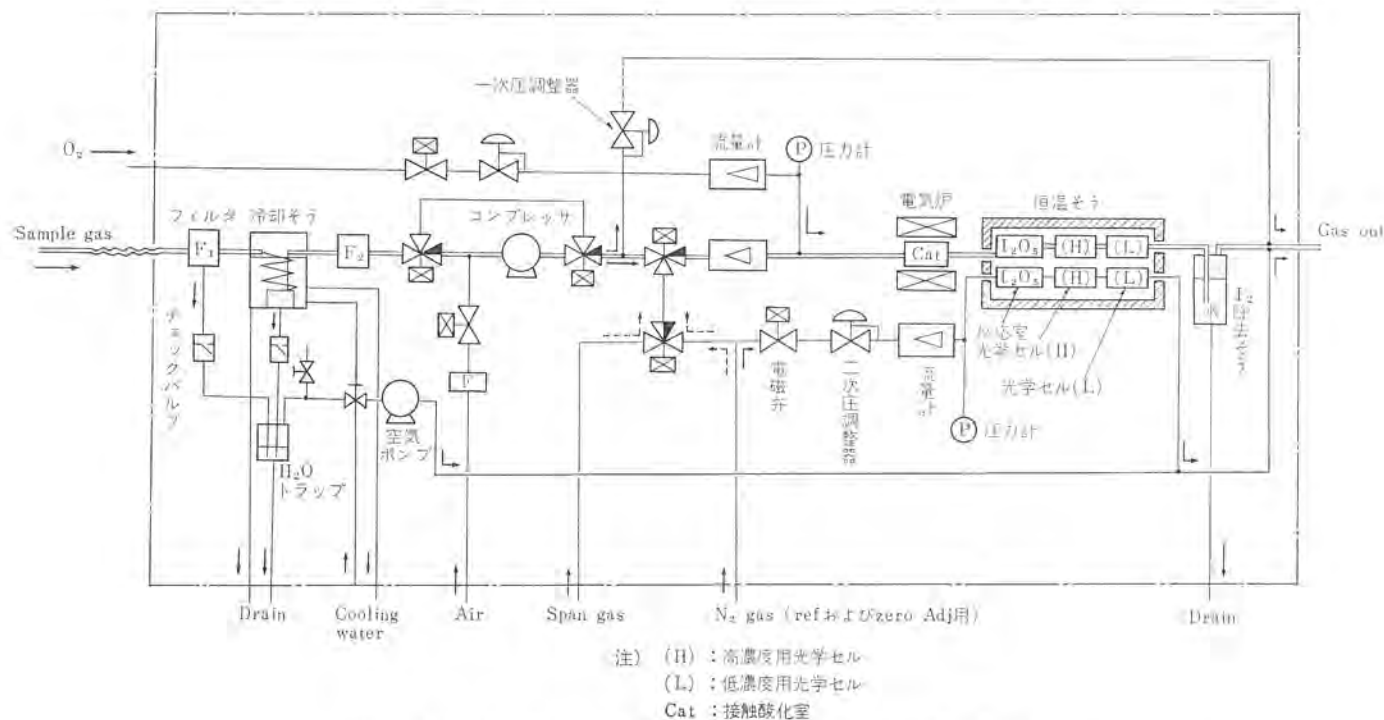 一次圧調整器
O₂
流量計
P 圧力計
フィルタ 冷却そう
コンプレッサ
電気炉
恒温そう
Sample gas
F₁
F₂
Cat
I₂O₅ (H) (L)
Gas out
I₂O₅ (H) (L)
チェックバルブ
F
反応室
光学セル(H)
光学セル(L)
I₂除去そう
電磁弁
二次圧調整器
流量計
P 圧力計
空気
ポンプ
H₂O
トラップ
Drain
Cooling
water
Air
Span gas
N₂ gas (refおよびzero Adj用)
Drain
注) (H) : 高濃度用光学セル
(L) : 低濃度用光学セル
Cat : 接触酸化室